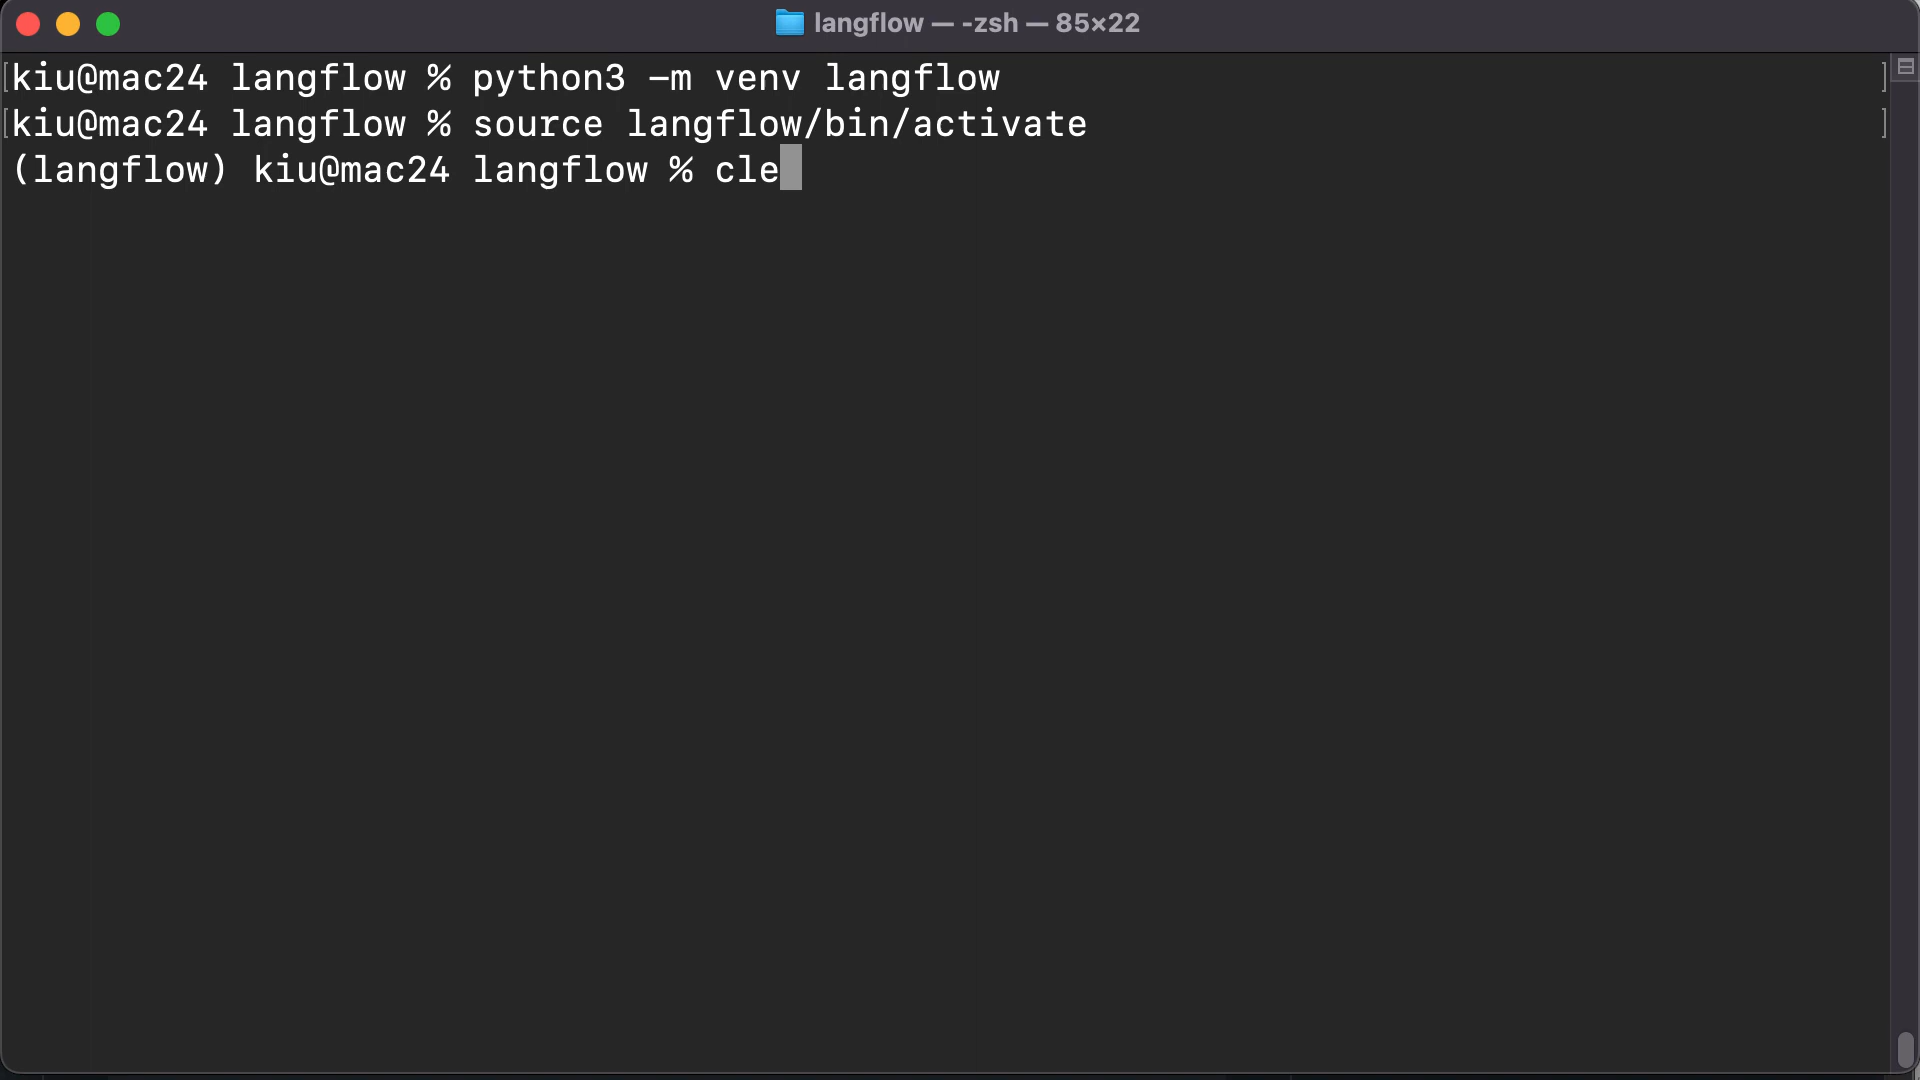 langflow — -zsh — 85×22
[kiu@mac24 langflow % python3 -m venv langflow ]
[kiu@mac24 langflow % source langflow/bin/activate ]
(langflow) kiu@mac24 langflow % cle